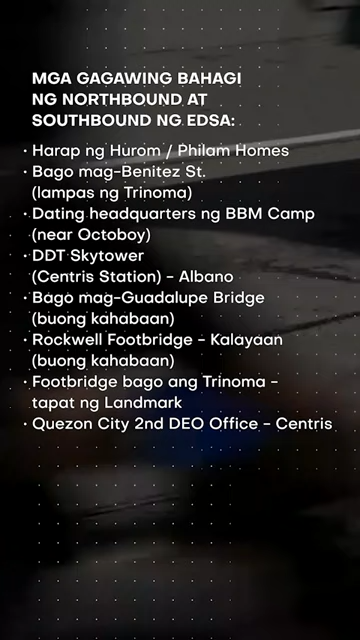 MGA GAGAWING BAHAGI
NG NORTHBOUND AT
SOUTHBOUND NG EDSA:
· Harap ng Hurom / Philam Homes
· Bago mag-Benitez St.
(lampas ng Trinoma)
· Dating headquarters ng BBM Camp
(near Octoboy)
· DDT Skytower
(Centris Station) - Albano
· Bago mag-Guadalupe Bridge
(buong kahabaan)
· Rockwell Footbridge - Kalayaan
(buong kahabaan)
· Footbridge bago ang Trinoma -
tapat ng Landmark
· Quezon City 2nd DEO Office - Centris